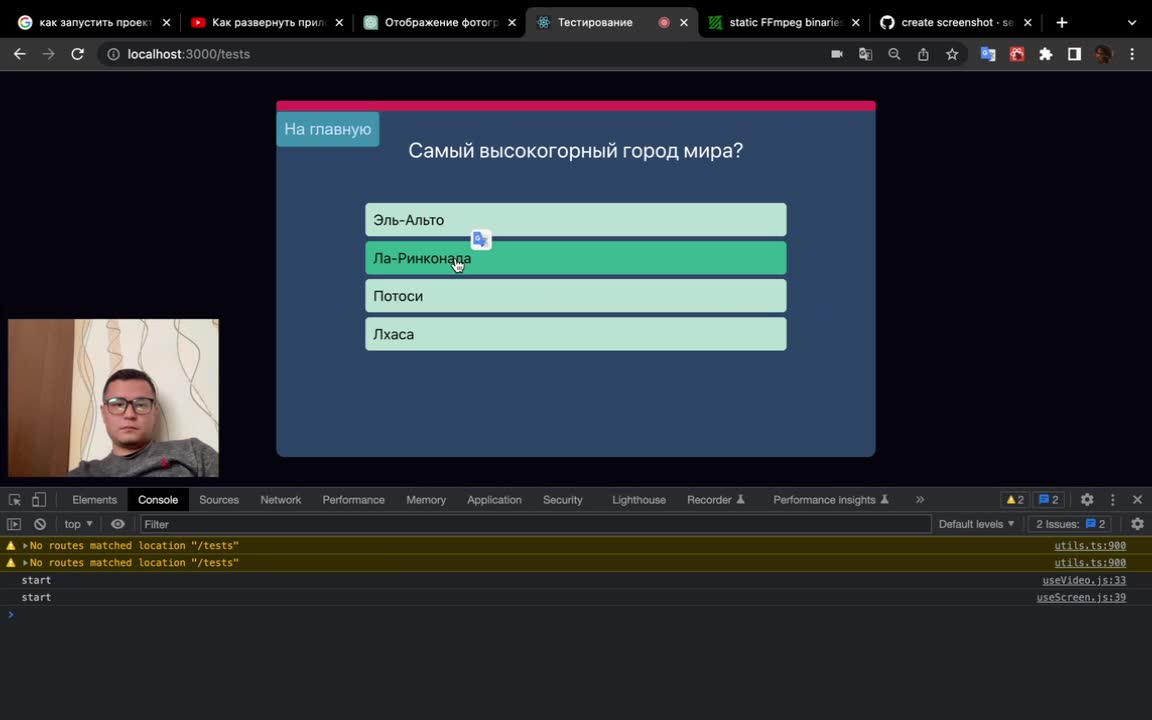 как запустить проект
Как развернуть прил
Отображение фотогр
Тестирование
static FFmpeg binaries
create screenshot · se
localhost:3000/tests
На главную
Самый высокогорный город мира?
Эль-Альто
Ла-Ринконада
Потоси
Лхаса
Elements
Console
Sources
Network
Performance
Memory
Application
Security
Lighthouse
Recorder
Performance insights
2
2
top
Filter
Default levels
2 Issues:
2
No routes matched location "/tests"
utils.ts:900
No routes matched location "/tests"
utils.ts:900
start
useVideo.js:33
start
useScreen.js:39